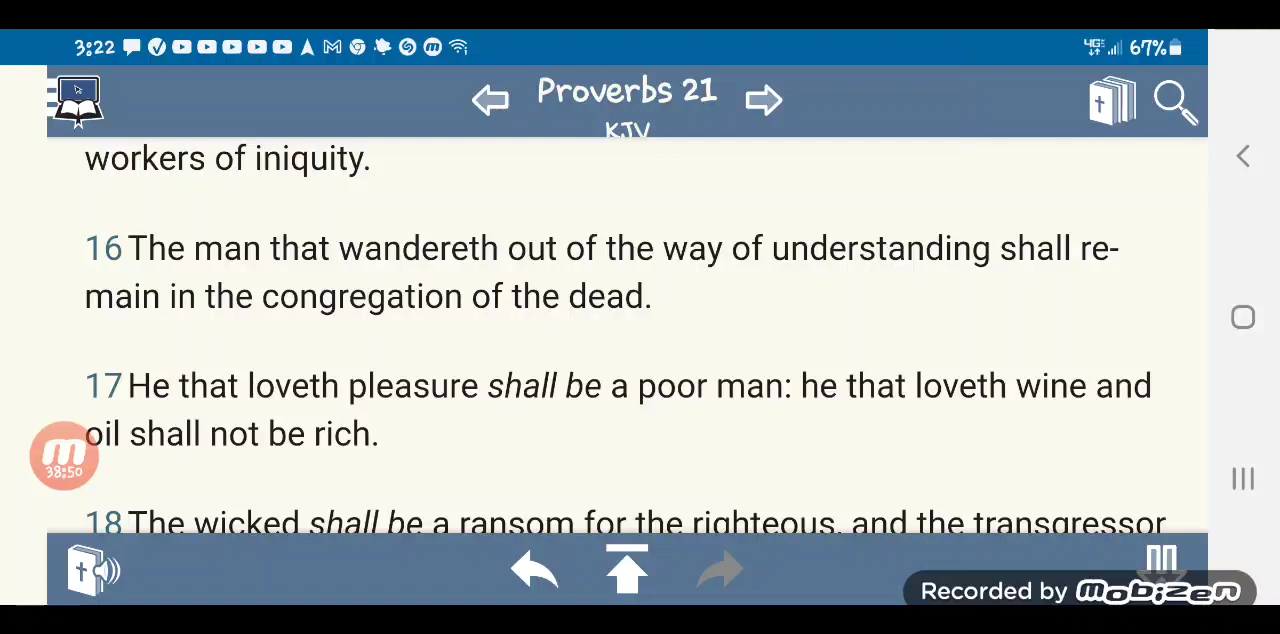 3:22 4GE 67%
Proverbs 21
KJV
workers of iniquity.
16 The man that wandereth out of the way of understanding shall re-
main in the congregation of the dead.
17 He that loveth pleasure shall be a poor man: he that loveth wine and
oil shall not be rich.
38:50
18 The wicked shall be a ransom for the righteous, and the transgressor
Recorded by mobizen